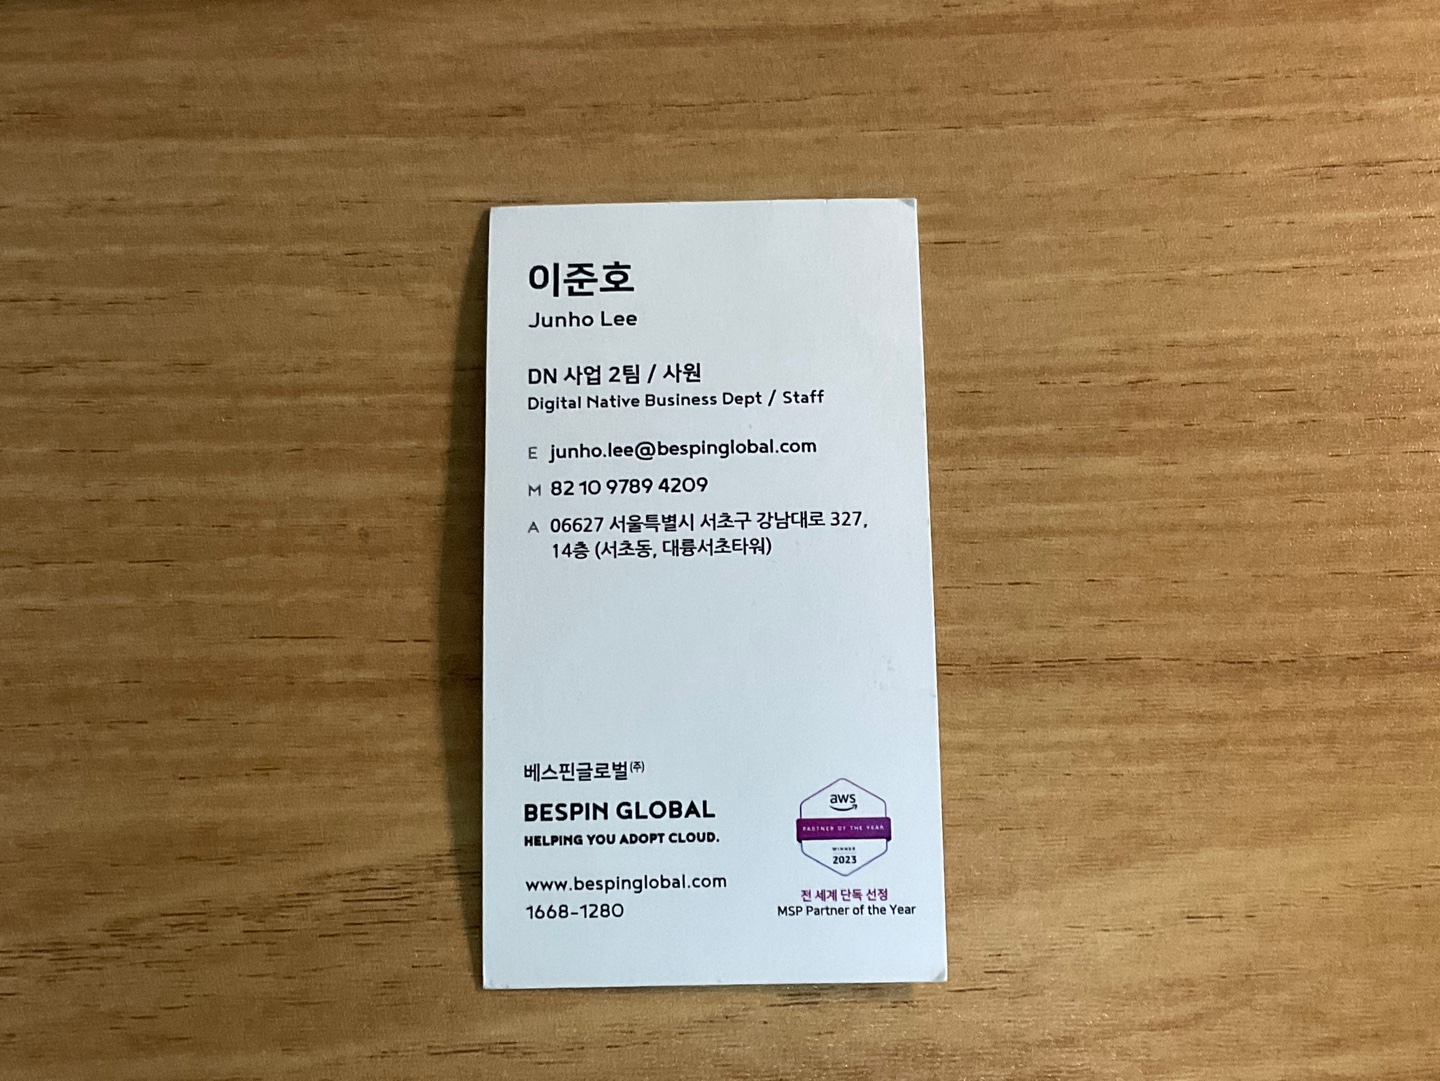 이준호
Junho Lee
DN 사업 2팀 / 사원
Digital Native Business Dept / Staff
E junho.lee@bespinglobal.com
M 82 10 9789 4209
A 06627 서울특별시 서초구 강남대로 327,
14층 (서초동, 대륭서초타워)
베스핀글로벌(주)
BESPIN GLOBAL
HELPING YOU ADOPT CLOUD.
www.bespinglobal.com
1668-1280
aws
PARTNER OF THE YEAR
WINNER
2023
전 세계 단독 선정
MSP Partner of the Year